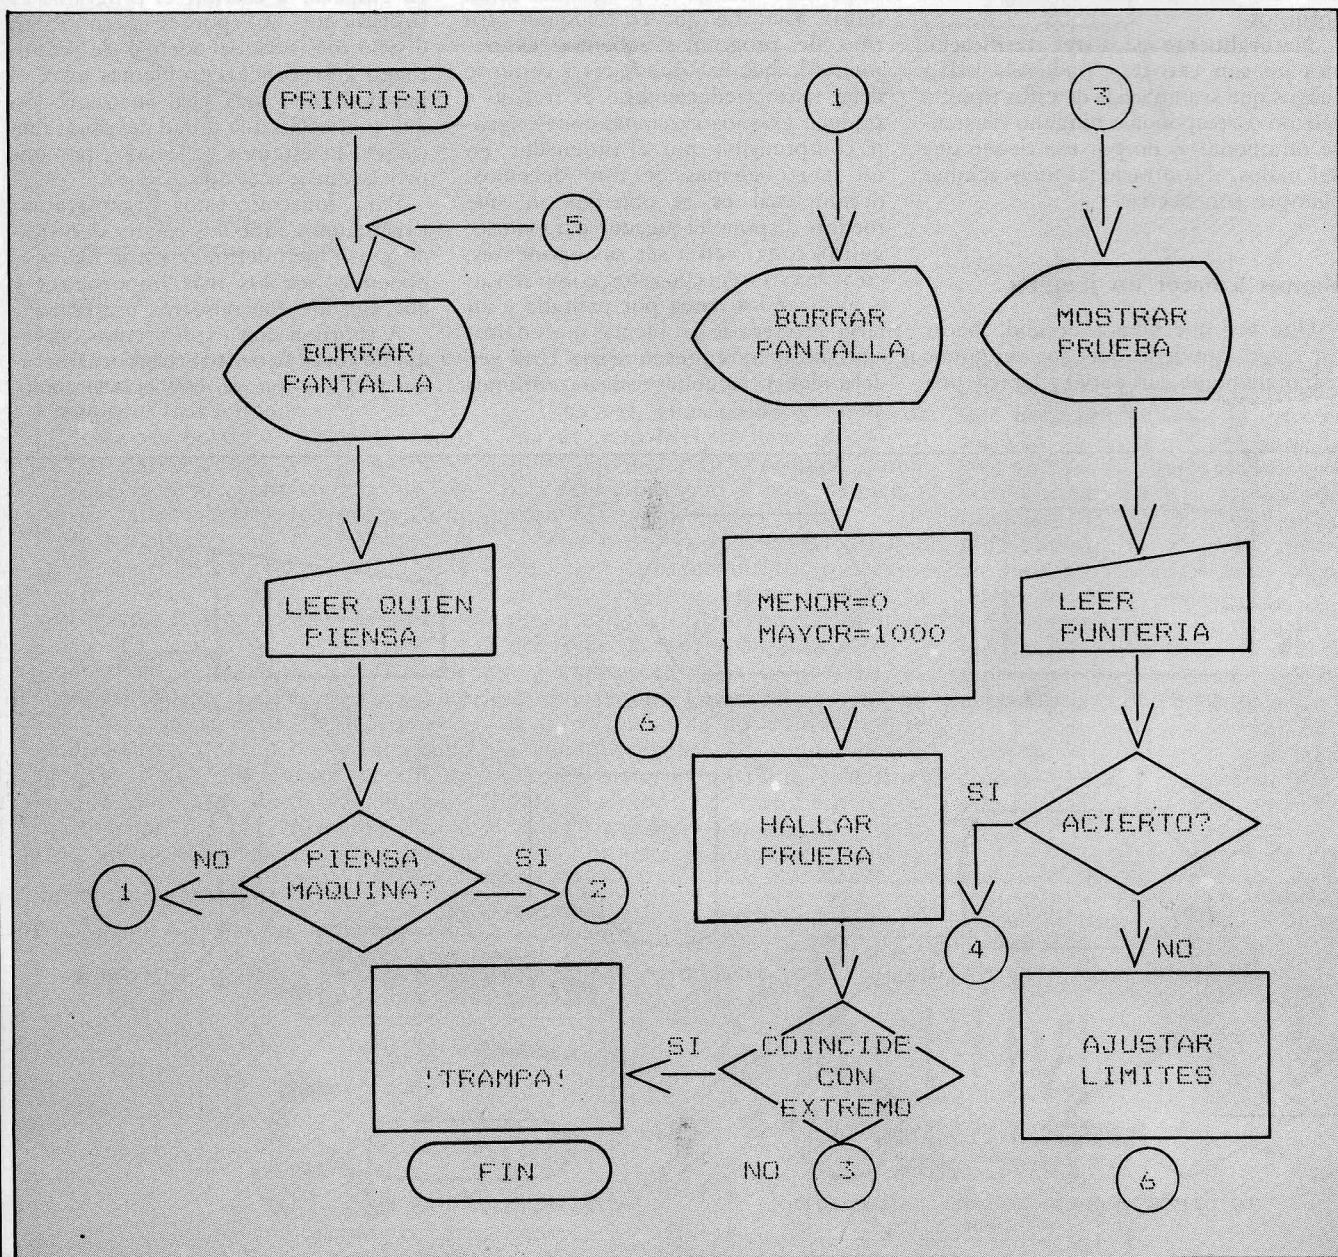 PRINCIPIO
5
BORRAR
PANTALLA
LEER QUIEN
PIENSA
PIENSA
MAQUINA?
NO
SI
1
2
1
BORRAR
PANTALLA
MENOR=0
MAYOR=1000
6
HALLAR
PRUEBA
COINCIDE
CON
EXTREMO
SI
NO
3
!TRAMPA!
FIN
3
MOSTRAR
PRUEBA
LEER
PUNTERIA
ACIERTO?
SI
4
NO
AJUSTAR
LIMITES
6